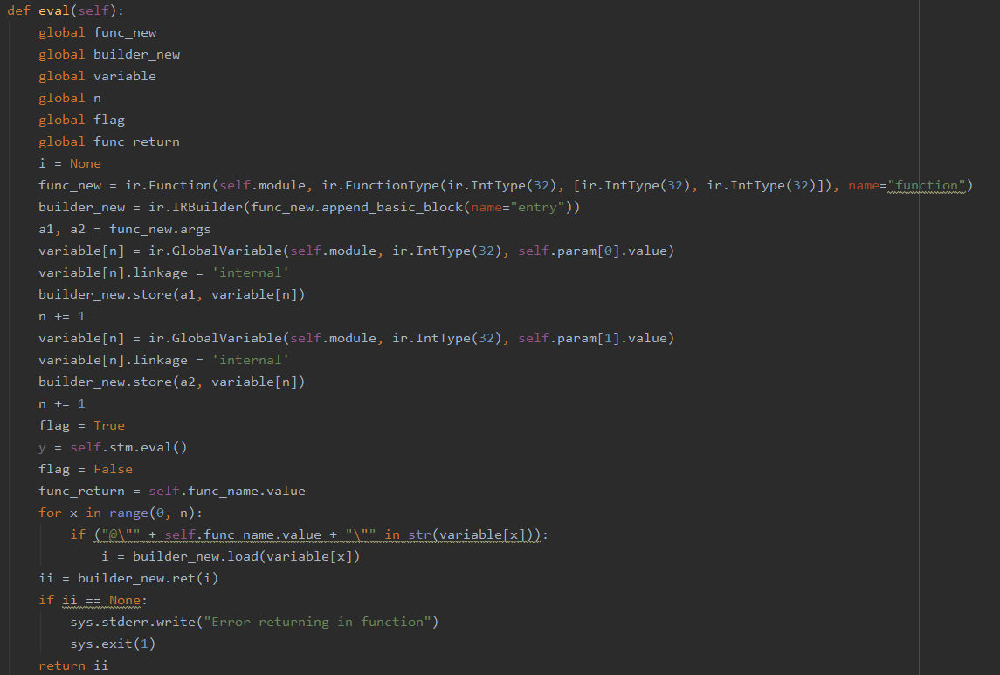 def eval(self):
    global func_new
    global builder_new
    global variable
    global n
    global flag
    global func_return
    i = None
    func_new = ir.Function(self.module, ir.FunctionType(ir.IntType(32), [ir.IntType(32), ir.IntType(32)]), name="function")
    builder_new = ir.IRBuilder(func_new.append_basic_block(name="entry"))
    a1, a2 = func_new.args
    variable[n] = ir.GlobalVariable(self.module, ir.IntType(32), self.param[0].value)
    variable[n].linkage = 'internal'
    builder_new.store(a1, variable[n])
    n += 1
    variable[n] = ir.GlobalVariable(self.module, ir.IntType(32), self.param[1].value)
    variable[n].linkage = 'internal'
    builder_new.store(a2, variable[n])
    n += 1
    flag = True
    y = self.stm.eval()
    flag = False
    func_return = self.func_name.value
    for x in range(0, n):
        if ("@\"" + self.func_name.value + "\"" in str(variable[x])):
            i = builder_new.load(variable[x])
    ii = builder_new.ret(i)
    if ii == None:
        sys.stderr.write("Error returning in function")
        sys.exit(1)
    return ii